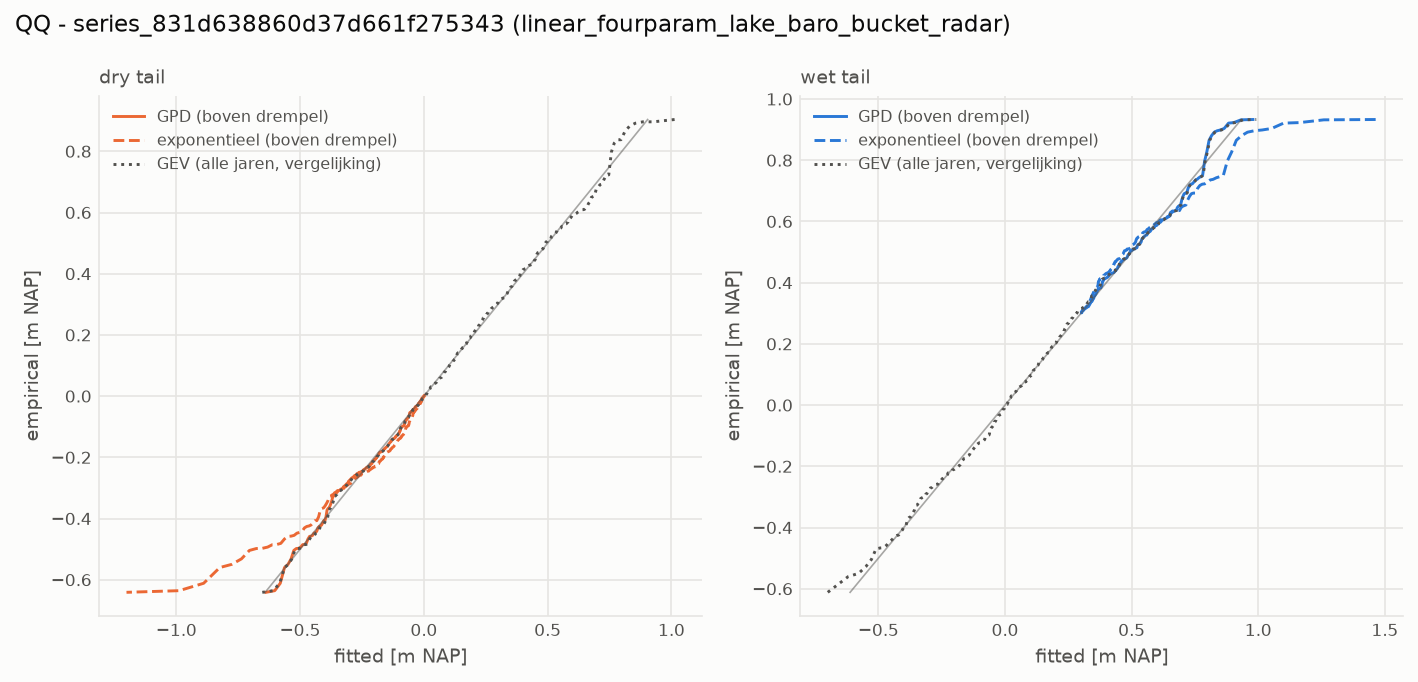 QQ - series_831d638860d37d661f275343 (linear_fourparam_lake_baro_bucket_radar)
dry tail
GPD (boven drempel)
exponentieel (boven drempel)
GEV (alle jaren, vergelijking)
0.8
0.6
0.4
0.2
0.0
−0.2
−0.4
−0.6
empirical [m NAP]
−1.0
−0.5
0.0
0.5
1.0
fitted [m NAP]
wet tail
GPD (boven drempel)
exponentieel (boven drempel)
GEV (alle jaren, vergelijking)
1.0
0.8
0.6
0.4
0.2
0.0
−0.2
−0.4
−0.6
empirical [m NAP]
−0.5
0.0
0.5
1.0
1.5
fitted [m NAP]